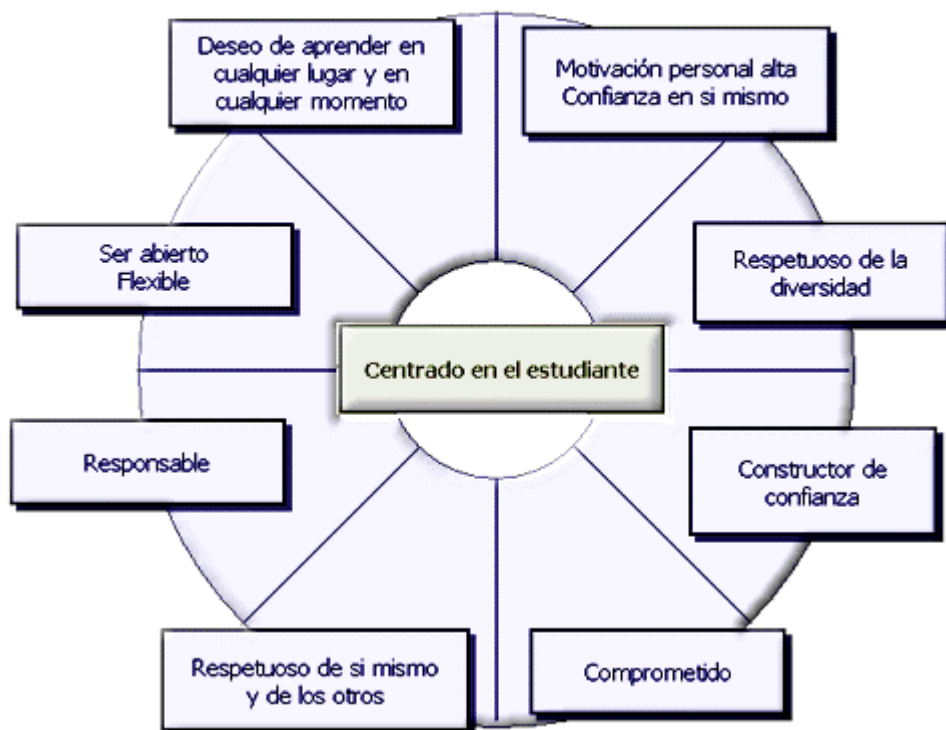 Deseo de aprender en
cualquier lugar y en
cualquier momento
Motivación personal alta
Confianza en si mismo
Ser abierto
Flexible
Respetuoso de la
diversidad
Centrado en el estudiante
Responsable
Constructor de
confianza
Respetuoso de si mismo
y de los otros
Comprometido